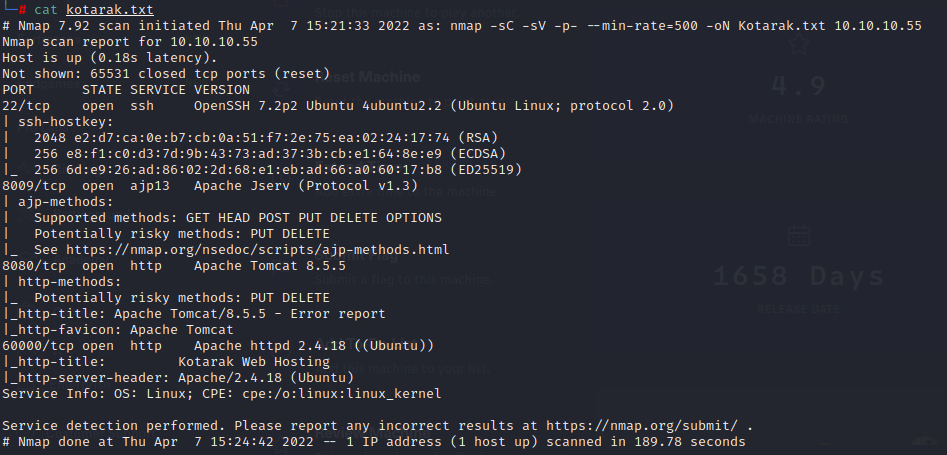 └─# cat kotarak.txt
# Nmap 7.92 scan initiated Thu Apr  7 15:21:33 2022 as: nmap -sC -sV -p- --min-rate=500 -oN Kotarak.txt 10.10.10.55
Nmap scan report for 10.10.10.55
Host is up (0.18s latency).
Not shown: 65531 closed tcp ports (reset)
PORT      STATE SERVICE VERSION
22/tcp    open  ssh     OpenSSH 7.2p2 Ubuntu 4ubuntu2.2 (Ubuntu Linux; protocol 2.0)
| ssh-hostkey:
|   2048 e2:d7:ca:0e:b7:cb:0a:51:f7:2e:75:ea:02:24:17:74 (RSA)
|   256 e8:f1:c0:d3:7d:9b:43:73:ad:37:3b:cb:e1:64:8e:e9 (ECDSA)
|_  256 6d:e9:26:ad:86:02:2d:68:e1:eb:ad:66:a0:60:17:b8 (ED25519)
8009/tcp  open  ajp13   Apache Jserv (Protocol v1.3)
| ajp-methods:
|   Supported methods: GET HEAD POST PUT DELETE OPTIONS
|   Potentially risky methods: PUT DELETE
|_  See https://nmap.org/nsedoc/scripts/ajp-methods.html
8080/tcp  open  http    Apache Tomcat 8.5.5
| http-methods:
|_  Potentially risky methods: PUT DELETE
|_http-title: Apache Tomcat/8.5.5 - Error report
|_http-favicon: Apache Tomcat
60000/tcp open  http    Apache httpd 2.4.18 ((Ubuntu))
|_http-title:         Kotarak Web Hosting
|_http-server-header: Apache/2.4.18 (Ubuntu)
Service Info: OS: Linux; CPE: cpe:/o:linux:linux_kernel
Service detection performed. Please report any incorrect results at https://nmap.org/submit/ .
# Nmap done at Thu Apr  7 15:24:42 2022 -- 1 IP address (1 host up) scanned in 189.78 seconds
4.9
MACHINE RATING
1658 Days
RELEASE DATE